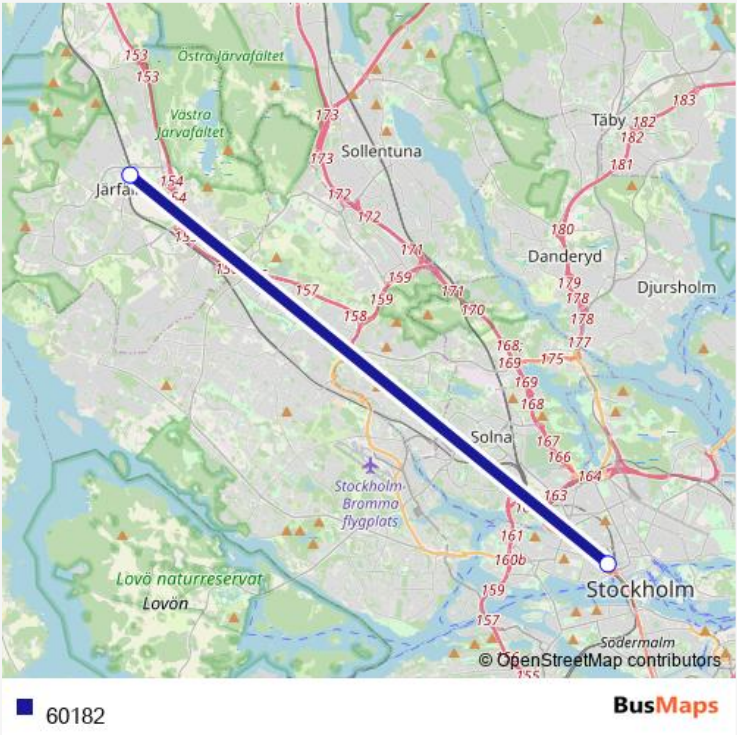 153
153
Östra Järvafältet
183
Västra
Järvafältet
173
Täby
182
182
Sollentuna
173
181
154
Järfäl
172
172
180
171
Danderyd
159
157
179
171
Djursholm
159
178
170
158
178
168;
177
169
175
169
168
Solna
167
166
164
Stockholm-
Bromma
flygplats
163
161
160b
Lovö naturreservat
Stockholm
159
Lovön
157
Södermalm
© OpenStreetMap contributors
155
60182
BusMaps